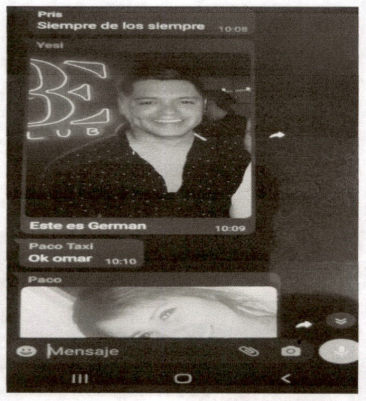 Pris
Siempre de los siempre 10:08
Yesi
BE
LUB
Este es German 10:09
Paco Taxi
Ok omar 10:10
Paco
Mensaje